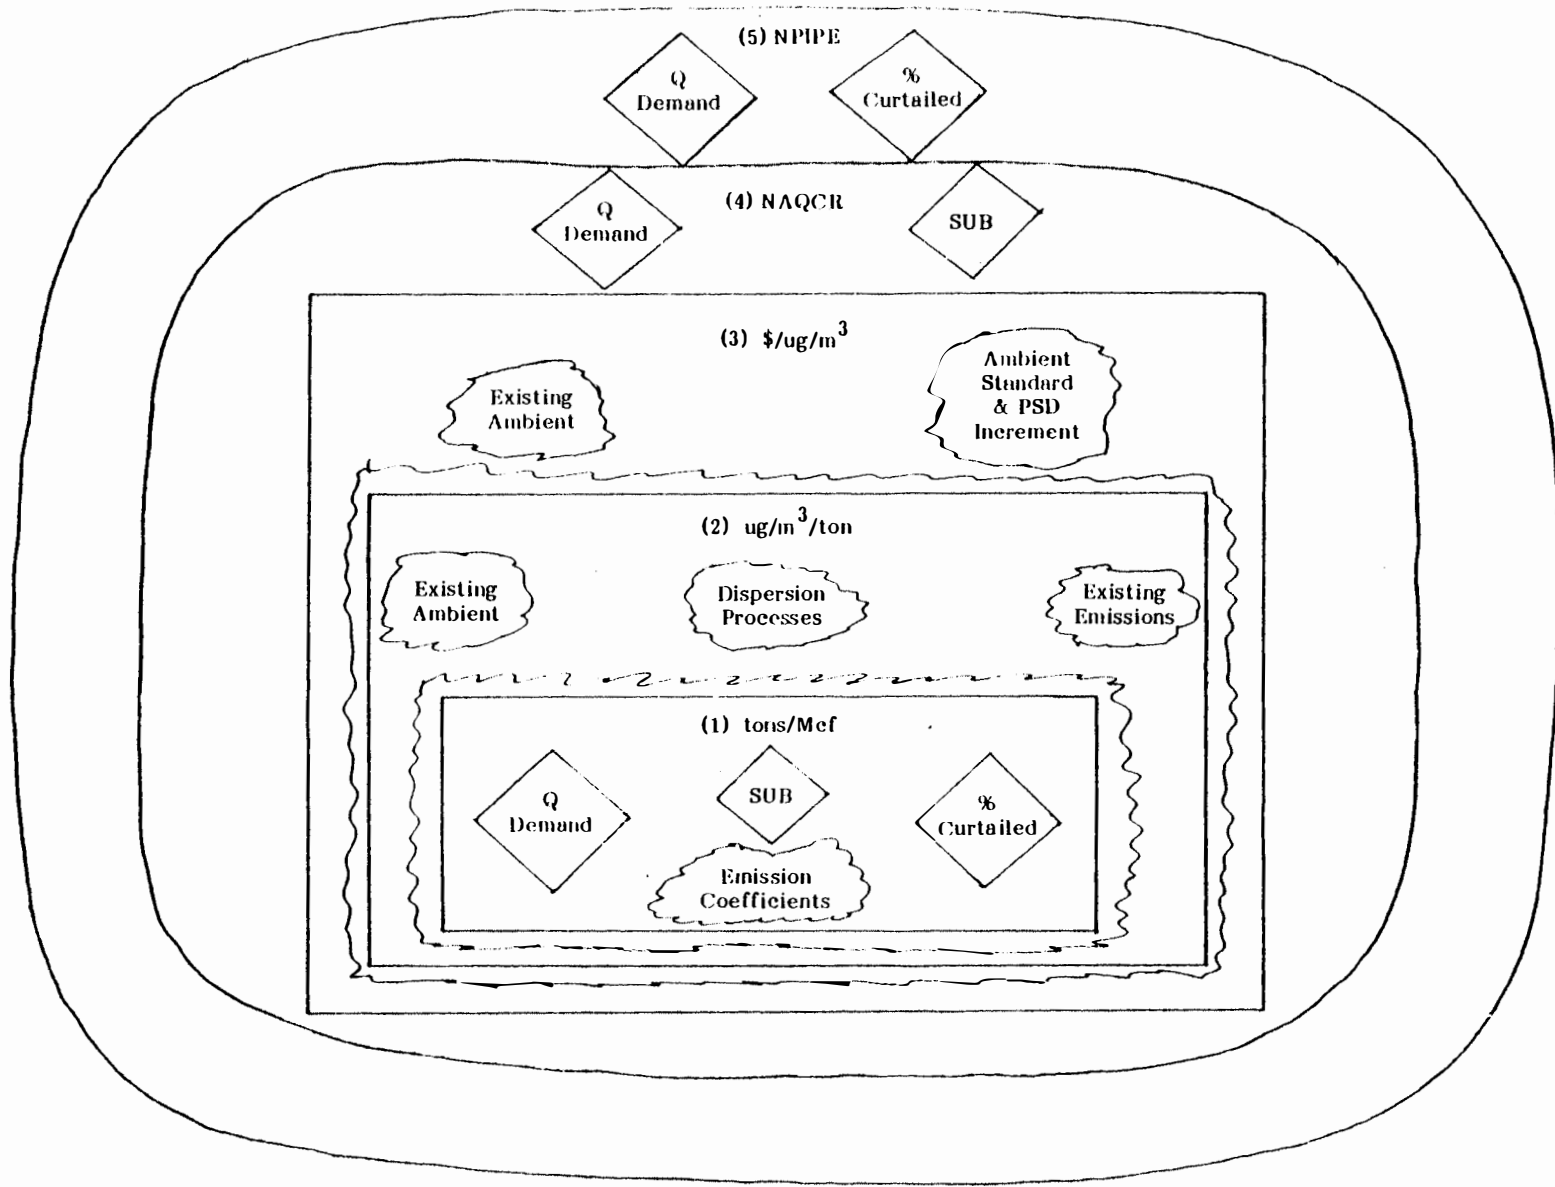 (5) NPIPE
Q
Demand
%
Curtailed
(4) NAQCR
Q
Demand
SUB
(3) $/ug/m³
Existing
Ambient
Ambient
Standard
& PSD
Increment
(2) ug/m³/ton
Existing
Ambient
Dispersion
Processes
Existing
Emissions
(1) tons/Mcf
Q
Demand
SUB
%
Curtailed
Emission
Coefficients